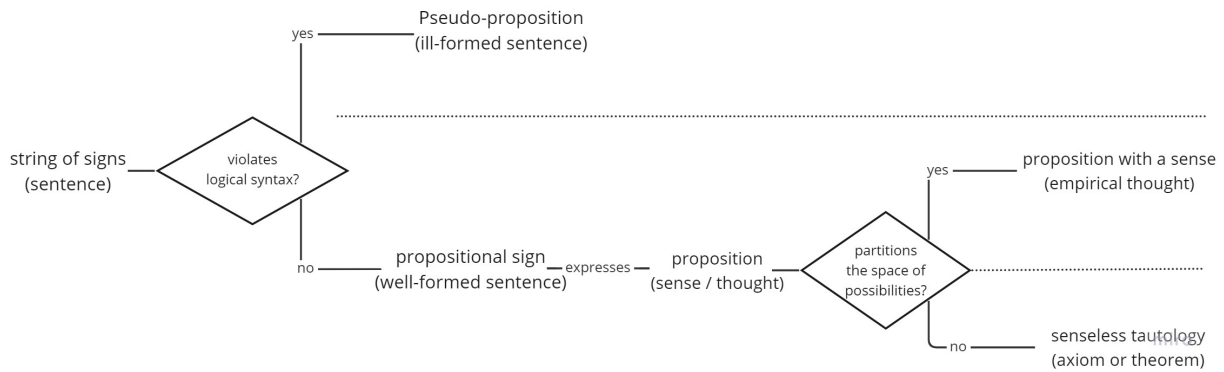 string of signs
(sentence)
violates
logical syntax?
yes
Pseudo-proposition
(ill-formed sentence)
no
propositional sign
(well-formed sentence)
expresses
proposition
(sense / thought)
partitions
the space of
possibilities?
yes
proposition with a sense
(empirical thought)
no
senseless tautology
(axiom or theorem)
miro